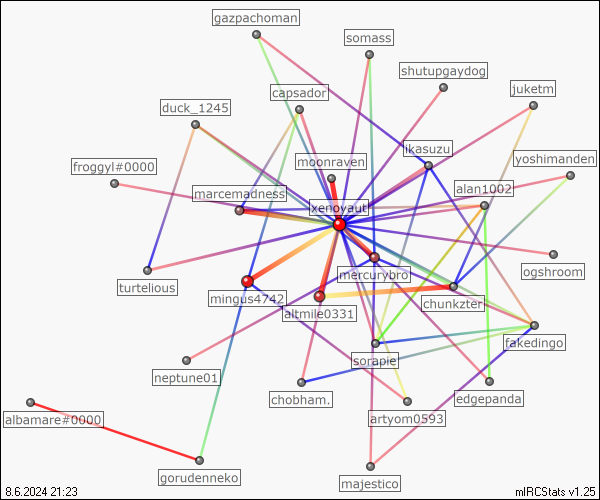 gazpachoman
somass
shutupgaydog
capsador
juketm
duck_1245
ikasuzu
moonraven
yoshimanden
froggyl#0000
marcemadness
alan1002
xenoyaut
mercurybro
ogshroom
turtelious
mingus4742
altmile0331
chunkzter
fakedingo
sorapie
neptune01
chobham.
edgepanda
artyom0593
albamare#0000
gorudenneko
majestico
8.6.2024 21:23
mIRCStats v1.25